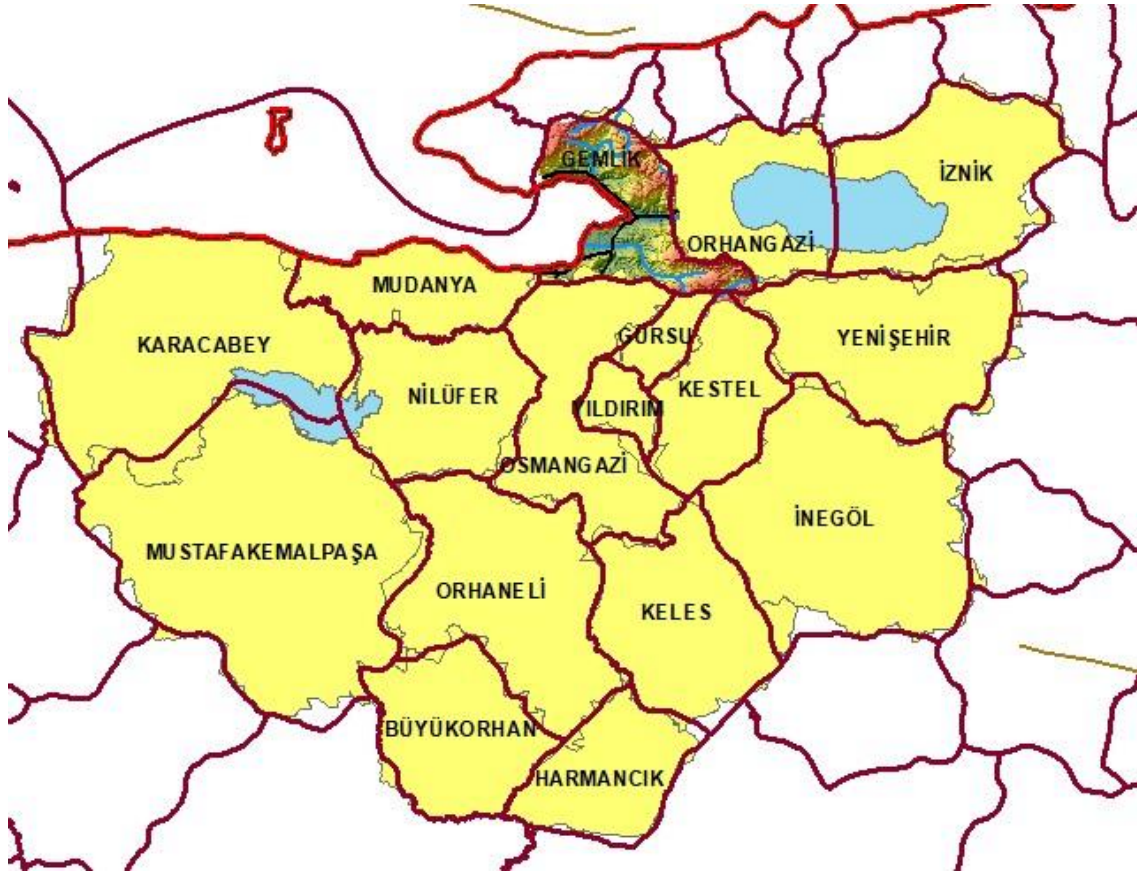 GEMLİK
İZNİK
ORHANGAZİ
MUDANYA
GÜRSU
YENİŞEHİR
KARACABEY
NİLÜFER
KESTEL
YILDIRIM
OSMANGAZİ
İNEGÖL
MUSTAFAKEMALPAŞA
ORHANELİ
KELES
BÜYÜKORHAN
HARMANCIK